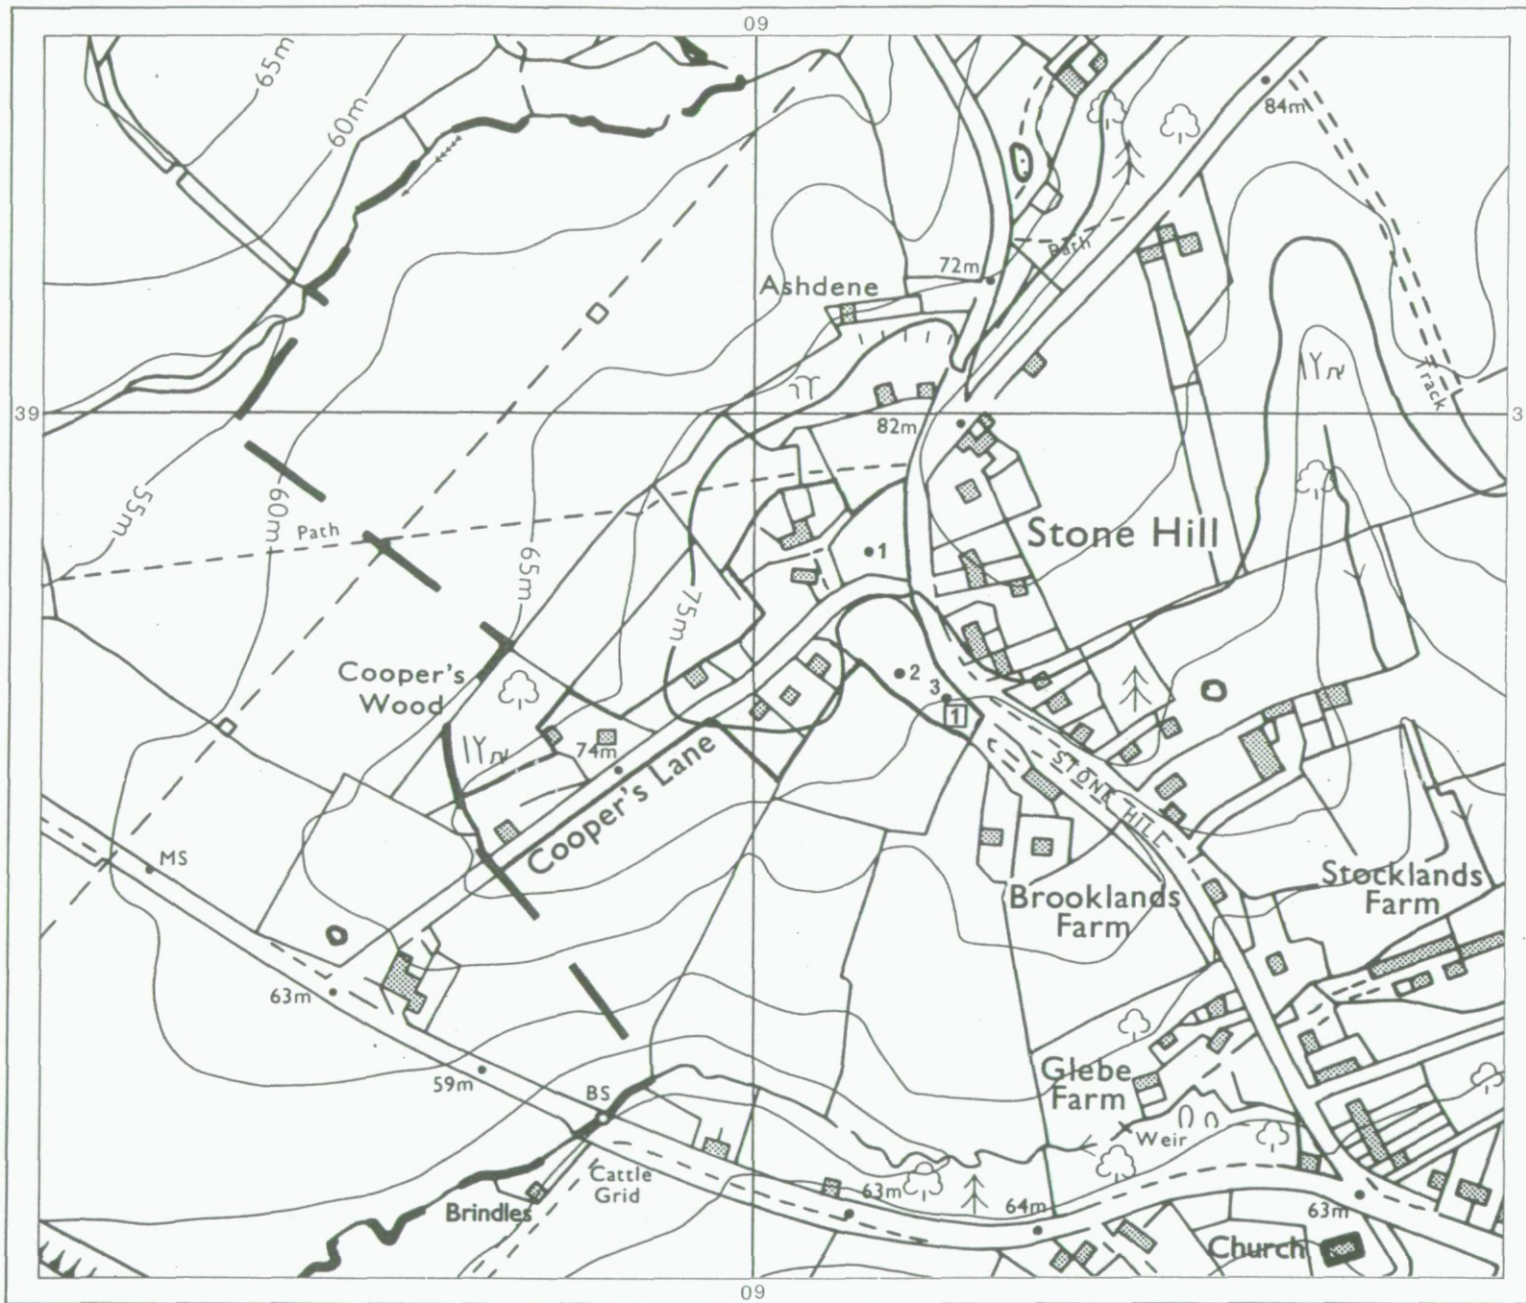 09
65m
60m
84m
Path
72m
Ashdene
Track
39
3
82m
55m
60m
Path
65m
Stone Hill
1
75m
Cooper's
Wood
2
3
1
74m
Cooper's Lane
STONE HILL
MS
Brooklands
Farm
Stocklands
Farm
63m
59m
BS
Glebe
Farm
Weir
Cattle
Grid
Brindles
63m
64m
63m
Church
09